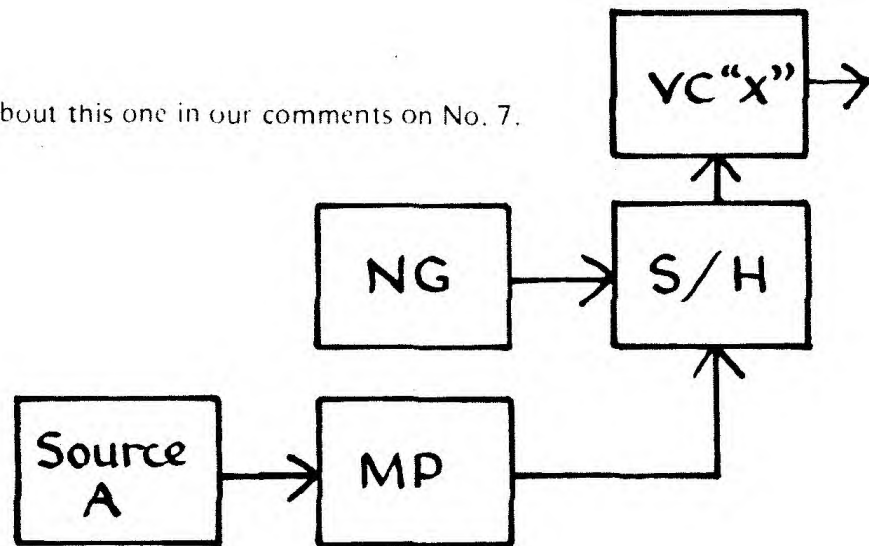 VC“X”
bout this one in our comments on No. 7.
NG
S/H
Source
A
MP